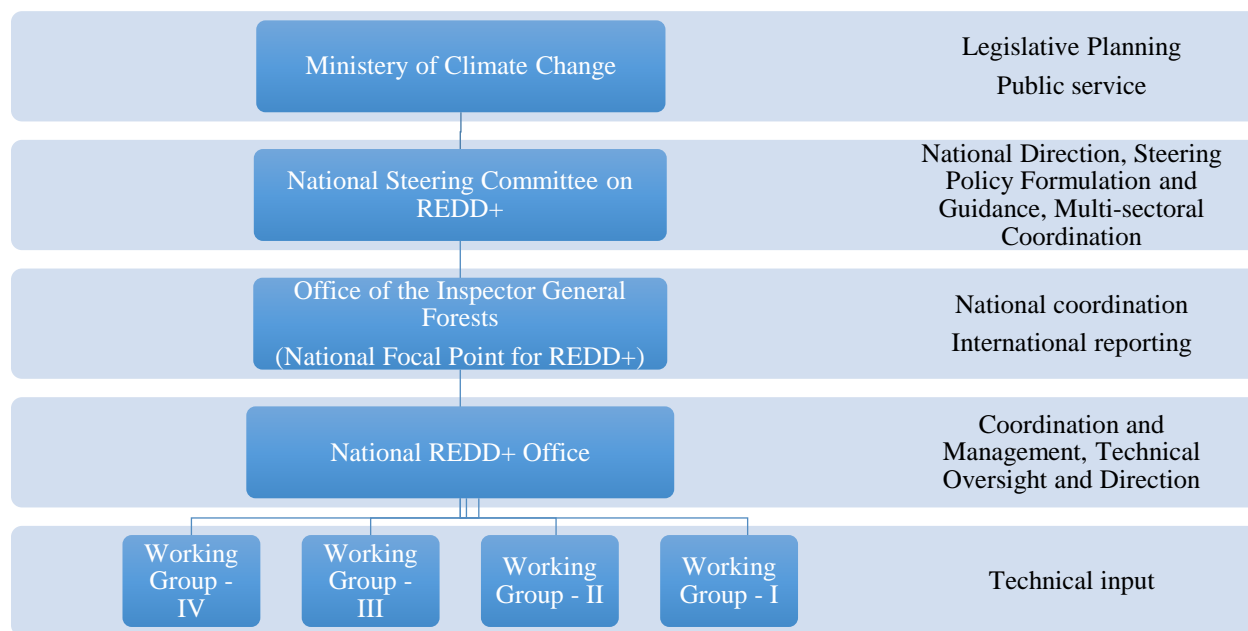 Ministery of Climate Change
Legislative Planning
Public service
National Steering Committee on
REDD+
National Direction, Steering
Policy Formulation and
Guidance, Multi-sectoral
Coordination
Office of the Inspector General
Forests
(National Focal Point for REDD+)
National coordination
International reporting
National REDD+ Office
Coordination and
Management, Technical
Oversight and Direction
Working
Group -
IV
Working
Group -
III
Working
Group - II
Working
Group - I
Technical input